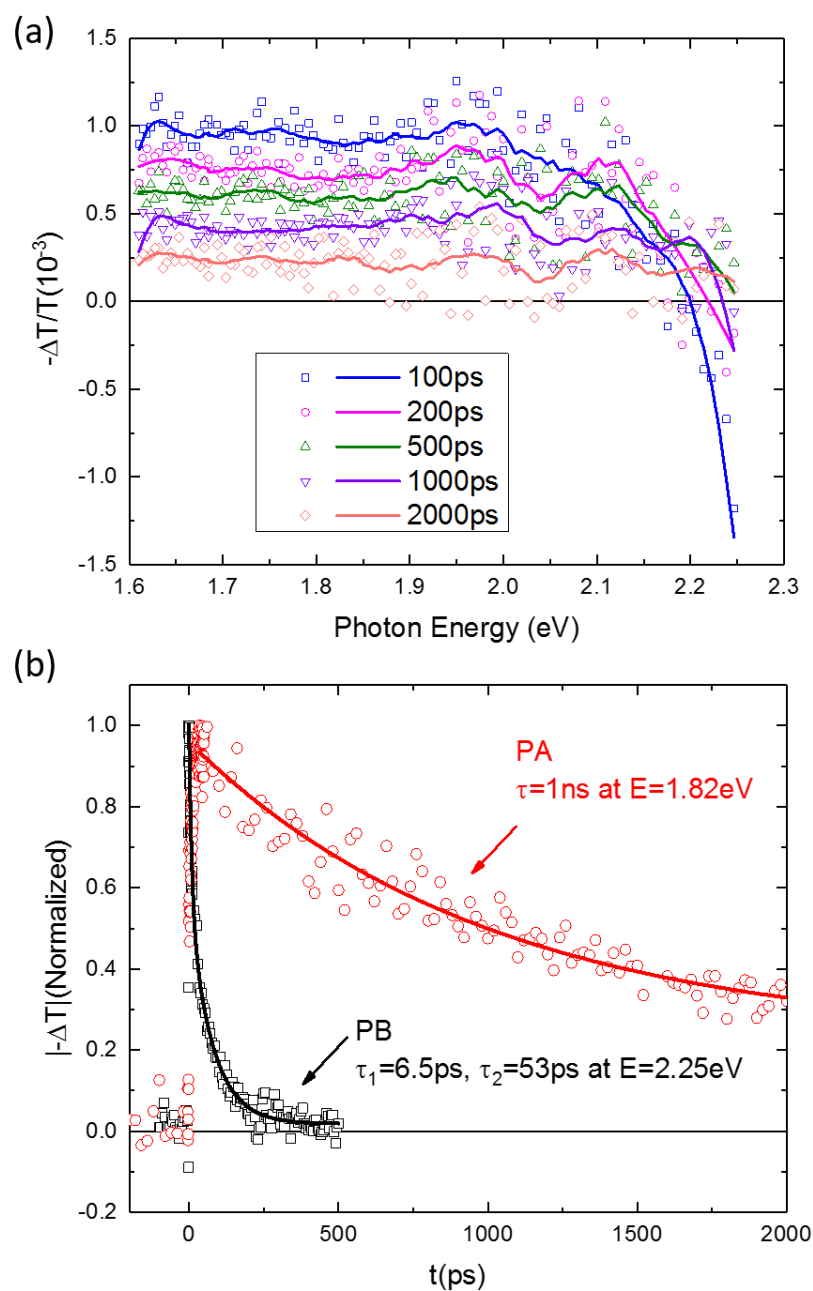 (a)
1.5
1.0
0.5
0.0
-0.5
-1.0
-1.5
-ΔT/T(10⁻³)
100ps
200ps
500ps
1000ps
2000ps
1.6 1.7 1.8 1.9 2.0 2.1 2.2 2.3
Photon Energy (eV)
(b)
1.0
0.8
0.6
0.4
0.2
0.0
-0.2
|-ΔT|(Normalized)
PA
τ=1ns at E=1.82eV
PB
τ₁=6.5ps, τ₂=53ps at E=2.25eV
0 500 1000 1500 2000
t(ps)